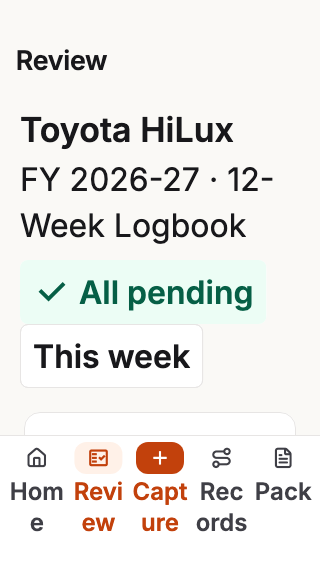 Review
Toyota HiLux
FY 2026-27 · 12-
Week Logbook
All pending
This week
Hom
e
Revi
ew
Capt
ure
Rec
ords
Pack